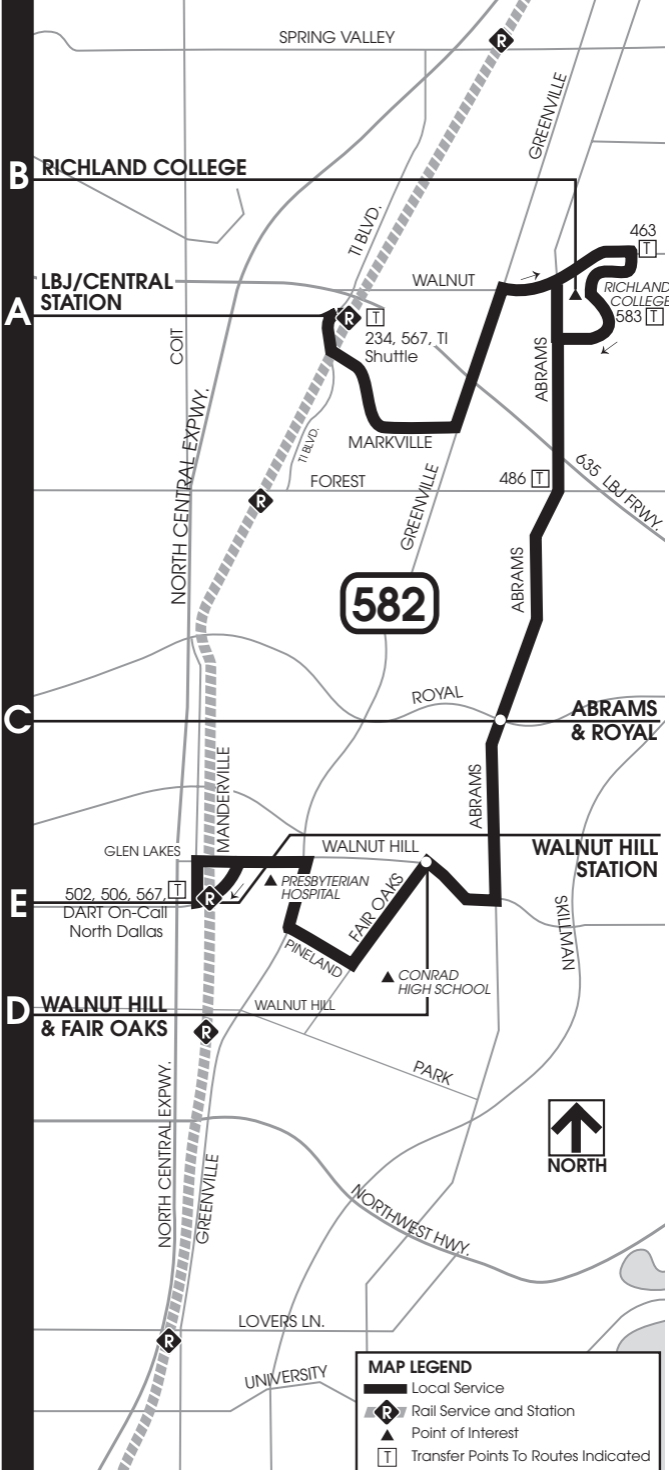 SPRING VALLEY
R
GREENVILLE
B
RICHLAND COLLEGE
TI BLVD.
463
T
LBJ/CENTRAL
STATION
WALNUT
RICHLAND
COLLEGE
583 T
A
R
T
234, 567, TI
Shuttle
COIT
ABRAMS
NORTH CENTRAL EXPWY.
TI BLVD.
MARKVILLE
GREENVILLE
635 LBJ FRWY.
FOREST
486 T
R
ABRAMS
582
ROYAL
C
ABRAMS
& ROYAL
MANDERVILLE
ABRAMS
GLEN LAKES
WALNUT HILL
WALNUT HILL
STATION
PRESBYTERIAN
HOSPITAL
FAIR OAKS
E
502, 506, 567,
DART On-Call
North Dallas
T
R
SKILLMAN
PINELAND
CONRAD
HIGH SCHOOL
D
WALNUT HILL
& FAIR OAKS
WALNUT HILL
R
PARK
NORTH CENTRAL EXPWY.
GREENVILLE
NORTH
NORTHWEST HWY.
LOVERS LN.
R
UNIVERSITY
MAP LEGEND
Local Service
R
Rail Service and Station
Point of Interest
T
Transfer Points To Routes Indicated